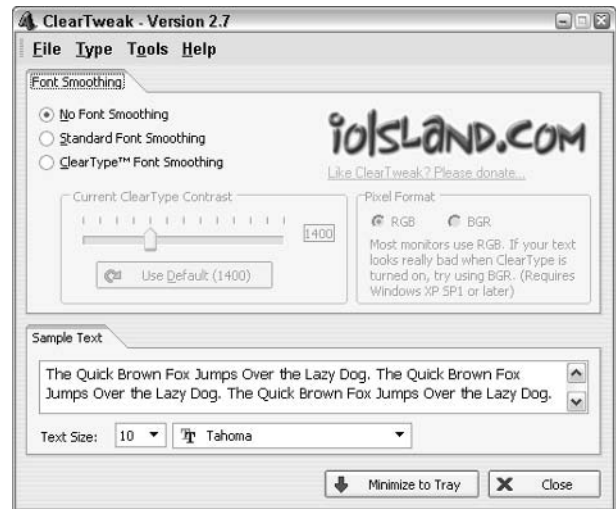 ClearTweak - Version 2.7
File Type Tools Help
Font Smoothing
No Font Smoothing
Standard Font Smoothing
ClearType™ Font Smoothing
iOISLAND.COM
Like ClearTweak? Please donate...
Current ClearType Contrast
1400
Use Default (1400)
Pixel Format
RGB BGR
Most monitors use RGB. If your text
looks really bad when ClearType is
turned on, try using BGR. (Requires
Windows XP SP1 or later)
Sample Text
The Quick Brown Fox Jumps Over the Lazy Dog. The Quick Brown Fox
Jumps Over the Lazy Dog. The Quick Brown Fox Jumps Over the Lazy Dog.
Text Size: 10 Tahoma
Minimize to Tray Close